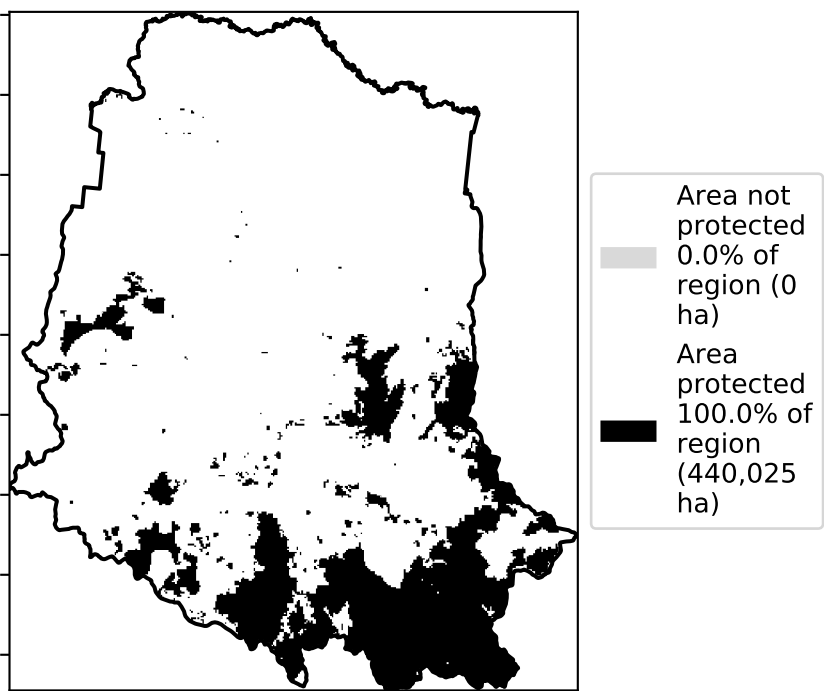 Area not
protected
0.0% of
region (0
ha)
Area
protected
100.0% of
region
(440,025
ha)